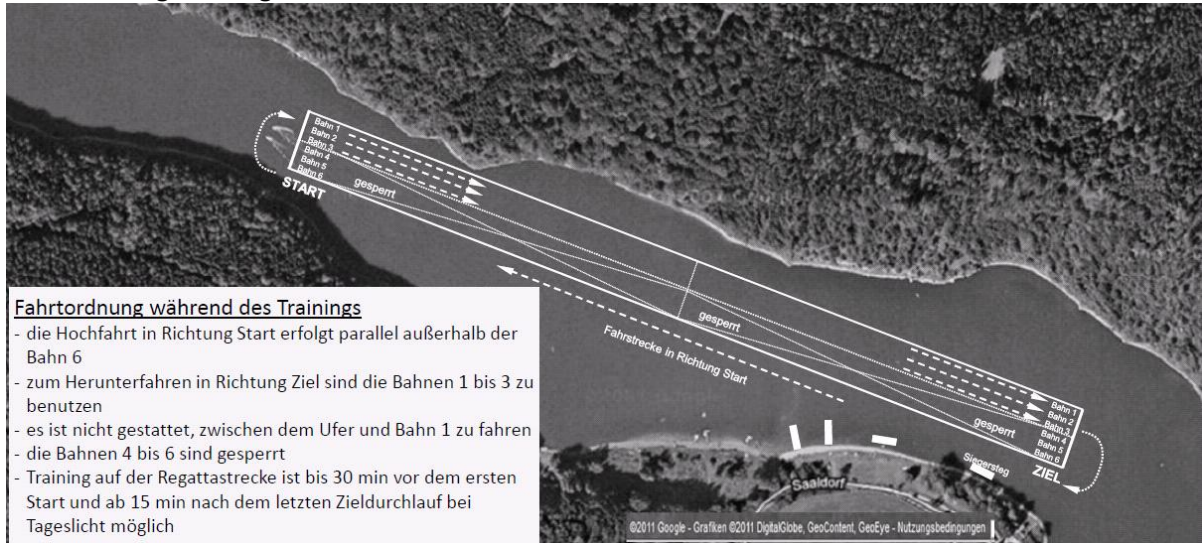 Bahn 1
Bahn 2
Bahn 3
Bahn 4
Bahn 5
Bahn 6
START
gesperrt
gesperrt
Fahrstrecke in Richtung Start
gesperrt
Bahn 1
Bahn 2
Bahn 3
Bahn 4
Bahn 5
Bahn 6
ZIEL
Siegersteg
Saaldorf
Fahrtordnung während des Trainings
- die Hochfahrt in Richtung Start erfolgt parallel außerhalb der
Bahn 6
- zum Herunterfahren in Richtung Ziel sind die Bahnen 1 bis 3 zu
benutzen
- es ist nicht gestattet, zwischen dem Ufer und Bahn 1 zu fahren
- die Bahnen 4 bis 6 sind gesperrt
- Training auf der Regattastrecke ist bis 30 min vor dem ersten
Start und ab 15 min nach dem letzten Zieldurchlauf bei
Tageslicht möglich
©2011 Google - Grafiken ©2011 DigitalGlobe, GeoContent, GeoEye - Nutzungsbedingungen